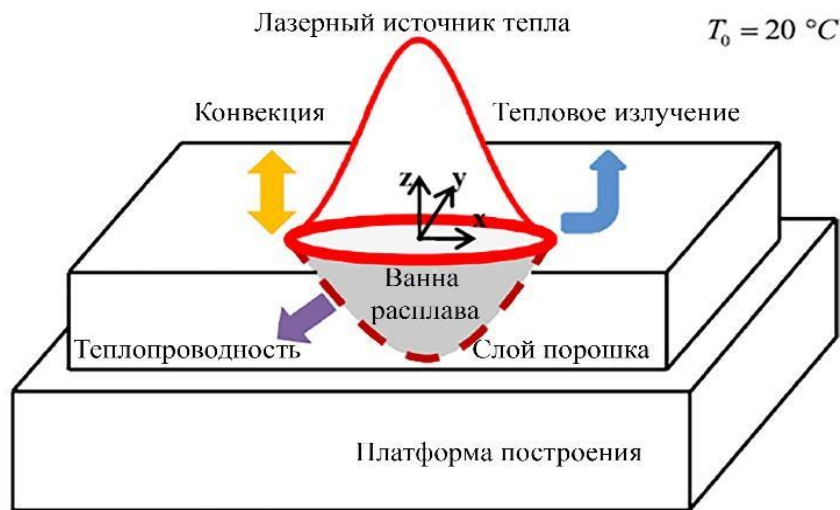 Лазерный источник тепла
T₀ = 20 °C
Конвекция
Тепловое излучение
z
y
x
Ванна
расплава
Теплопроводность
Слой порошка
Платформа построения